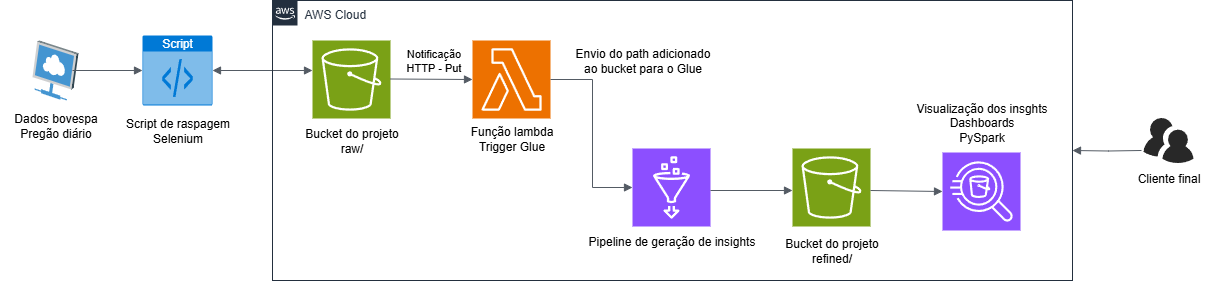 aws
AWS Cloud
Script
Dados bovespa
Pregão diário
Script de raspagem
Selenium
Bucket do projeto
raw/
Notificação
HTTP - Put
Função lambda
Trigger Glue
Envio do path adicionado
ao bucket para o Glue
Pipeline de geração de insights
Bucket do projeto
refined/
Visualização dos insghts
Dashboards
PySpark
Cliente final